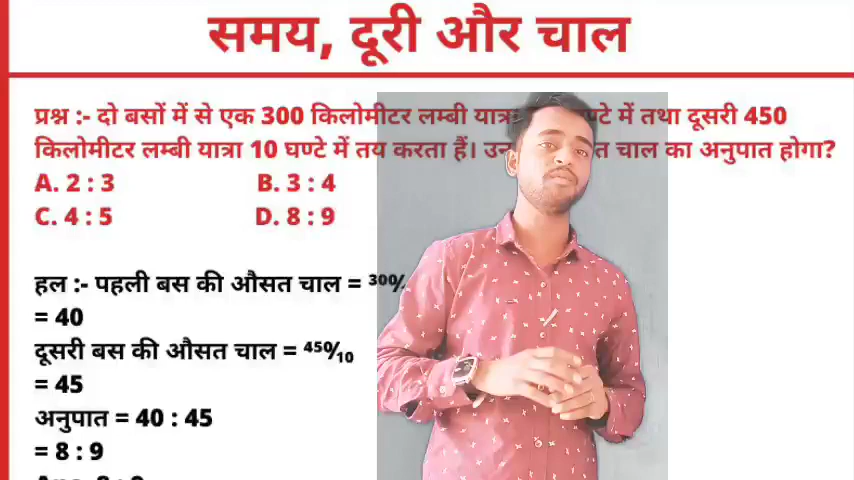 समय, दूरी और चाल
प्रश्न :- दो बसों में से एक 300 किलोमीटर लम्बी में तथा दूसरी 450
किलोमीटर लम्बी यात्रा 10 घण्टे में तय करता हैं। चाल का अनुपात होगा?
A. 2 : 3 B. 3 : 4
C. 4 : 5 D. 8 : 9
हल :- पहली बस की औसत चाल = ³⁰⁰⁄
= 40
दूसरी बस की औसत चाल = ⁴⁵⁰⁄₁₀
= 45
अनुपात = 40 : 45
= 8 : 9